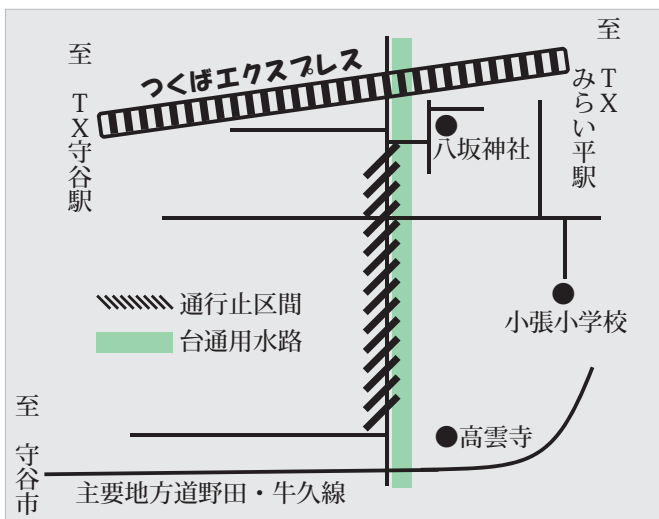 つくばエクスプレス
至 TX守谷駅
至 TXみらい平駅
八坂神社
通行止区間
台通用水路
小張小学校
高雲寺
至 守谷市
主要地方道野田・牛久線